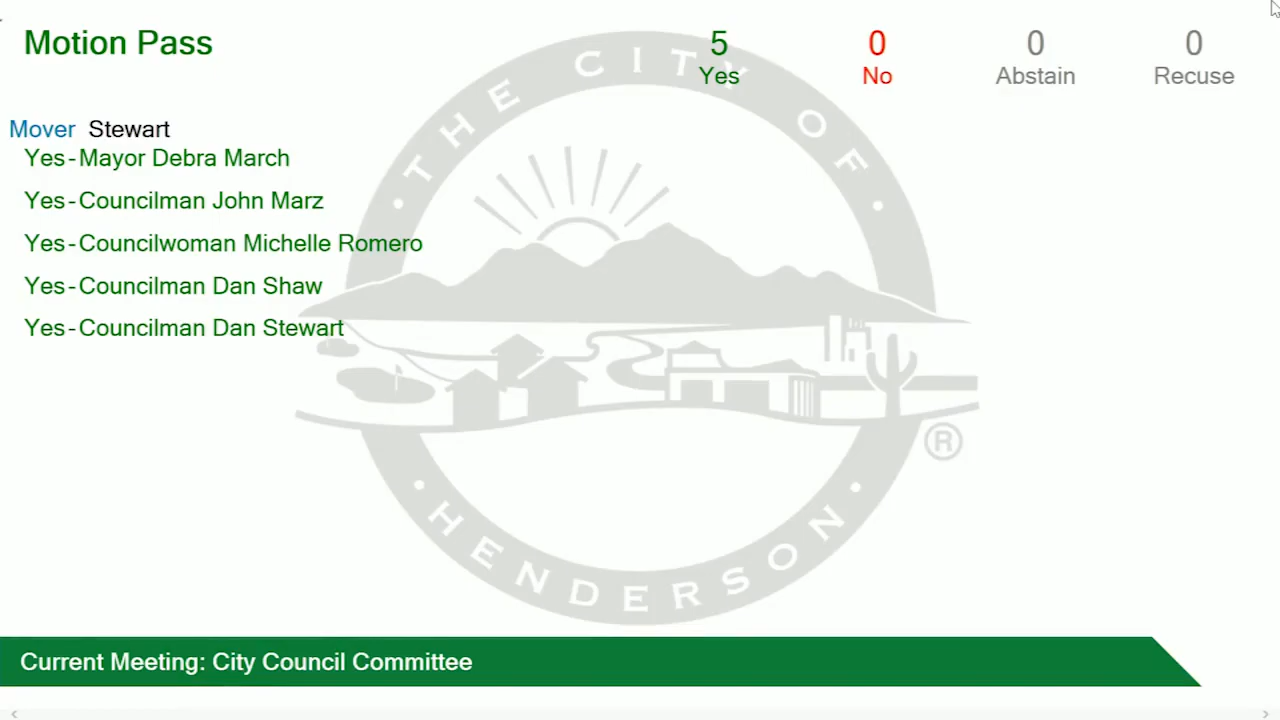 Motion Pass
5 0 0 0
Yes No Abstain Recuse
Mover Stewart
Yes-Mayor Debra March
Yes-Councilman John Marz
Yes-Councilwoman Michelle Romero
Yes-Councilman Dan Shaw
Yes-Councilman Dan Stewart
THE CITY OF
HENDERSON
®
Current Meeting: City Council Committee